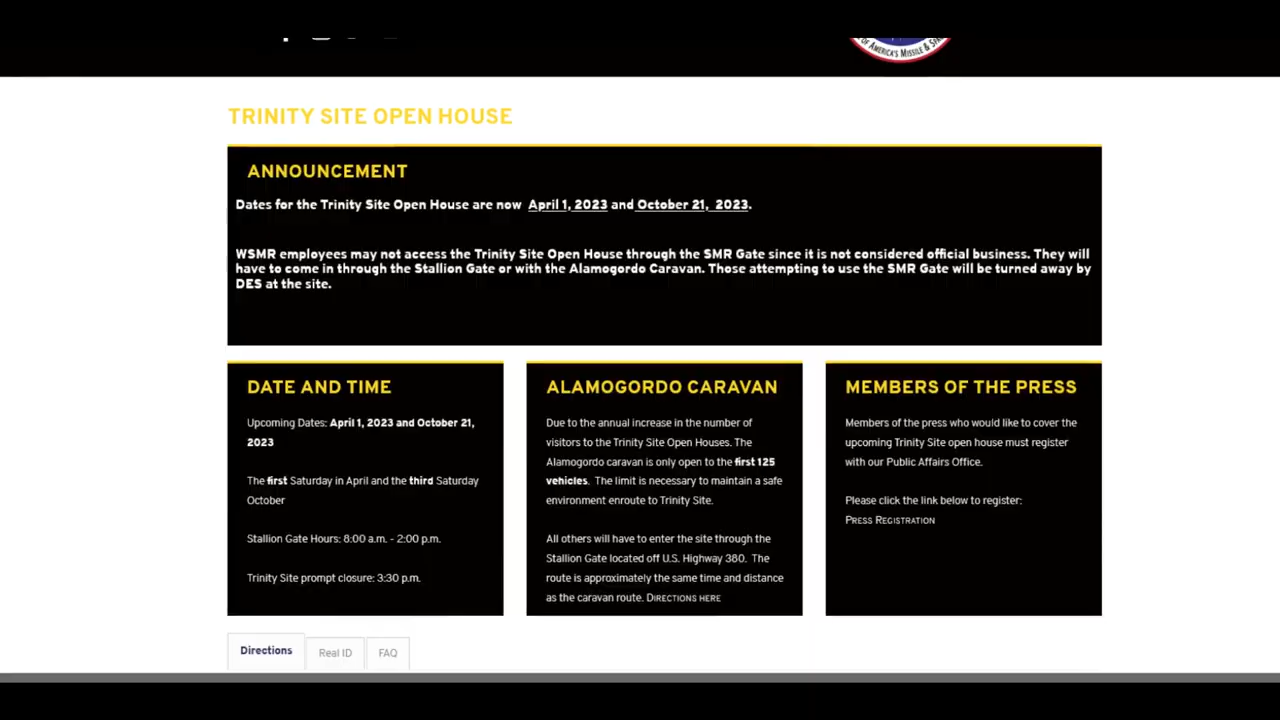 OF AMERICA'S MISSILE &
TRINITY SITE OPEN HOUSE
ANNOUNCEMENT
Dates for the Trinity Site Open House are now April 1, 2023 and October 21, 2023.
WSMR employees may not access the Trinity Site Open House through the SMR Gate since it is not considered official business. They will
have to come in through the Stallion Gate or with the Alamogordo Caravan. Those attempting to use the SMR Gate will be turned away by
DES at the site.
DATE AND TIME
Upcoming Dates: April 1, 2023 and October 21,
2023
The first Saturday in April and the third Saturday
October
Stallion Gate Hours: 8:00 a.m. - 2:00 p.m.
Trinity Site prompt closure: 3:30 p.m.
ALAMOGORDO CARAVAN
Due to the annual increase in the number of
visitors to the Trinity Site Open Houses. The
Alamogordo caravan is only open to the first 125
vehicles. The limit is necessary to maintain a safe
environment enroute to Trinity Site.
All others will have to enter the site through the
Stallion Gate located off U.S. Highway 380. The
route is approximately the same time and distance
as the caravan route. DIRECTIONS HERE
MEMBERS OF THE PRESS
Members of the press who would like to cover the
upcoming Trinity Site open house must register
with our Public Affairs Office.
Please click the link below to register:
PRESS REGISTRATION
Directions
Real ID
FAQ